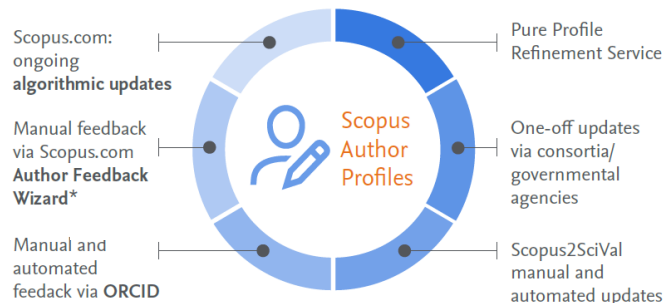 Scopus.com:
ongoing
algorithmic updates
Manual feedback
via Scopus.com
Author Feedback
Wizard*
Manual and
automated
feedack via ORCID
Scopus
Author
Profiles
Pure Profile
Refinement Service
One-off updates
via consortia/
governmental
agencies
Scopus2SciVal
manual and
automated updates